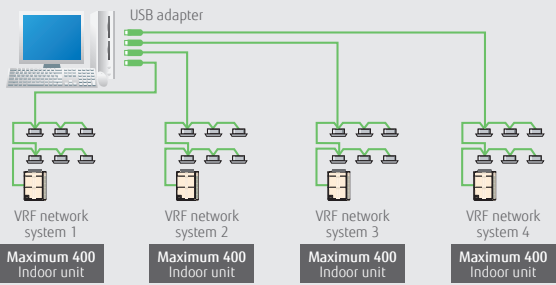 USB adapter
VRF network
system 1
VRF network
system 2
VRF network
system 3
VRF network
system 4
Maximum 400
Indoor unit
Maximum 400
Indoor unit
Maximum 400
Indoor unit
Maximum 400
Indoor unit